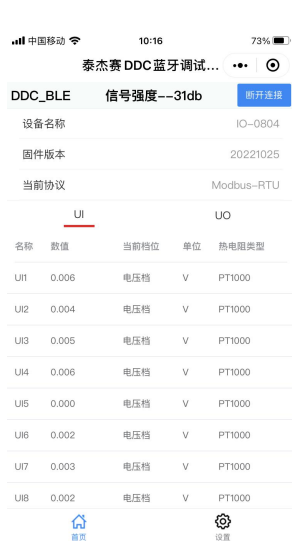 中国移动 10:16 73%
泰杰赛DDC蓝牙调试...
DDC_BLE 信号强度--31db 断开连接
设备名称 IO-0804
固件版本 20221025
当前协议 Modbus-RTU
UI UO
名称 数值 当前档位 单位 热电阻类型
UI1 0.006 电压档 V PT1000
UI2 0.004 电压档 V PT1000
UI3 0.005 电压档 V PT1000
UI4 0.006 电压档 V PT1000
UI5 0.000 电压档 V PT1000
UI6 0.002 电压档 V PT1000
UI7 0.003 电压档 V PT1000
UI8 0.002 电压档 V PT1000
首页 设置